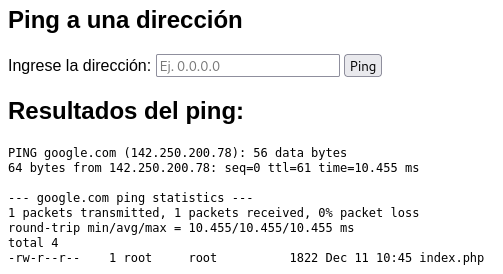 Ping a una dirección
Ingrese la dirección: Ej. 0.0.0.0 Ping
Resultados del ping:
PING google.com (142.250.200.78): 56 data bytes
64 bytes from 142.250.200.78: seq=0 ttl=61 time=10.455 ms
--- google.com ping statistics ---
1 packets transmitted, 1 packets received, 0% packet loss
round-trip min/avg/max = 10.455/10.455/10.455 ms
total 4
-rw-r--r--    1 root     root          1822 Dec 11 10:45 index.php